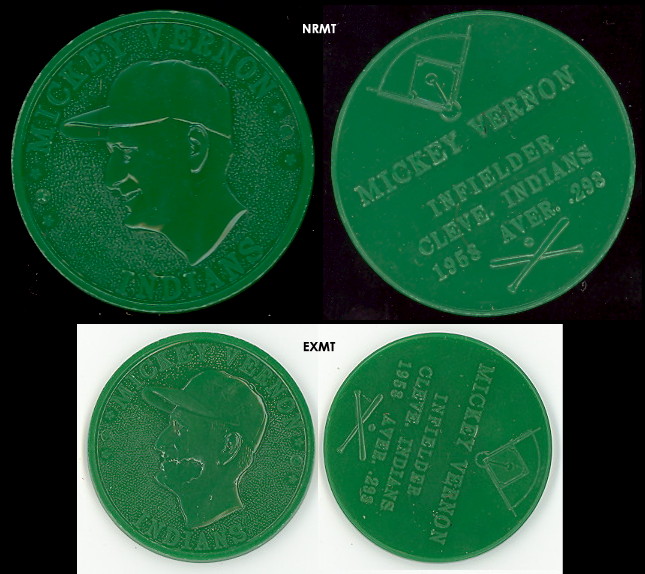 NRMT
MICKEY VERNON
INDIANS
MICKEY VERNON
INFIELDER
CLEVE. INDIANS
1958 AVER. .293
EXMT
MICKEY VERNON
INDIANS
MICKEY VERNON
INFIELDER
CLEVE. INDIANS
1958 AVER. .293